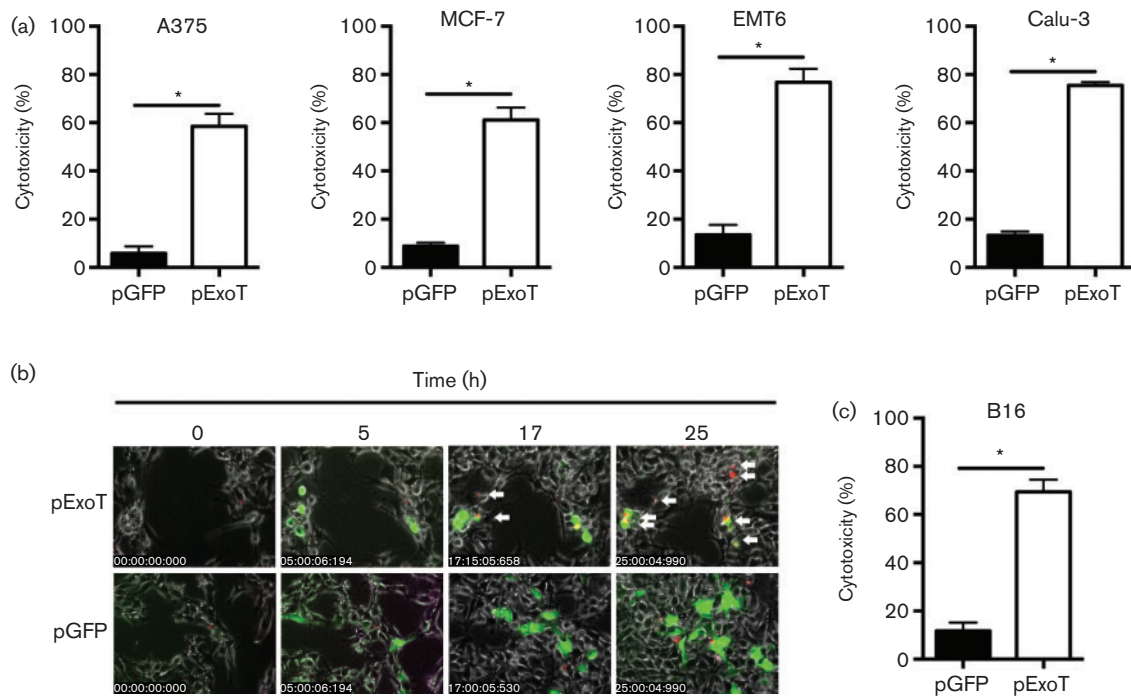 (a)
A375
MCF-7
EMT6
Calu-3
Cytotoxicity (%)
100
80
60
40
20
0
*
pGFP
pExoT
Cytotoxicity (%)
100
80
60
40
20
0
*
pGFP
pExoT
Cytotoxicity (%)
100
80
60
40
20
0
*
pGFP
pExoT
Cytotoxicity (%)
100
80
60
40
20
0
*
pGFP
pExoT
(b)
Time (h)
0 5 17 25
pExoT
00:00:00:000
05:00:06:194
17:15:05:658
25:00:04:990
pGFP
00:00:00:000
05:00:06:194
17:00:05:530
25:00:04:990
(c)
B16
Cytotoxicity (%)
100
80
60
40
20
0
*
pGFP
pExoT